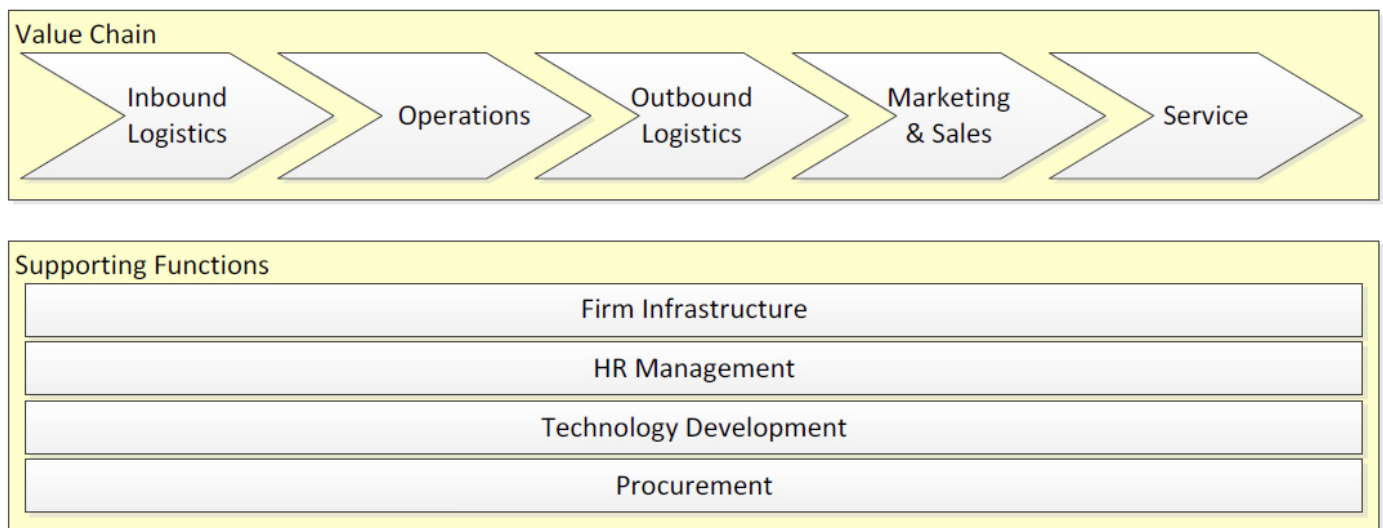 Value Chain
Inbound
Logistics
Operations
Outbound
Logistics
Marketing
& Sales
Service
Supporting Functions
Firm Infrastructure
HR Management
Technology Development
Procurement